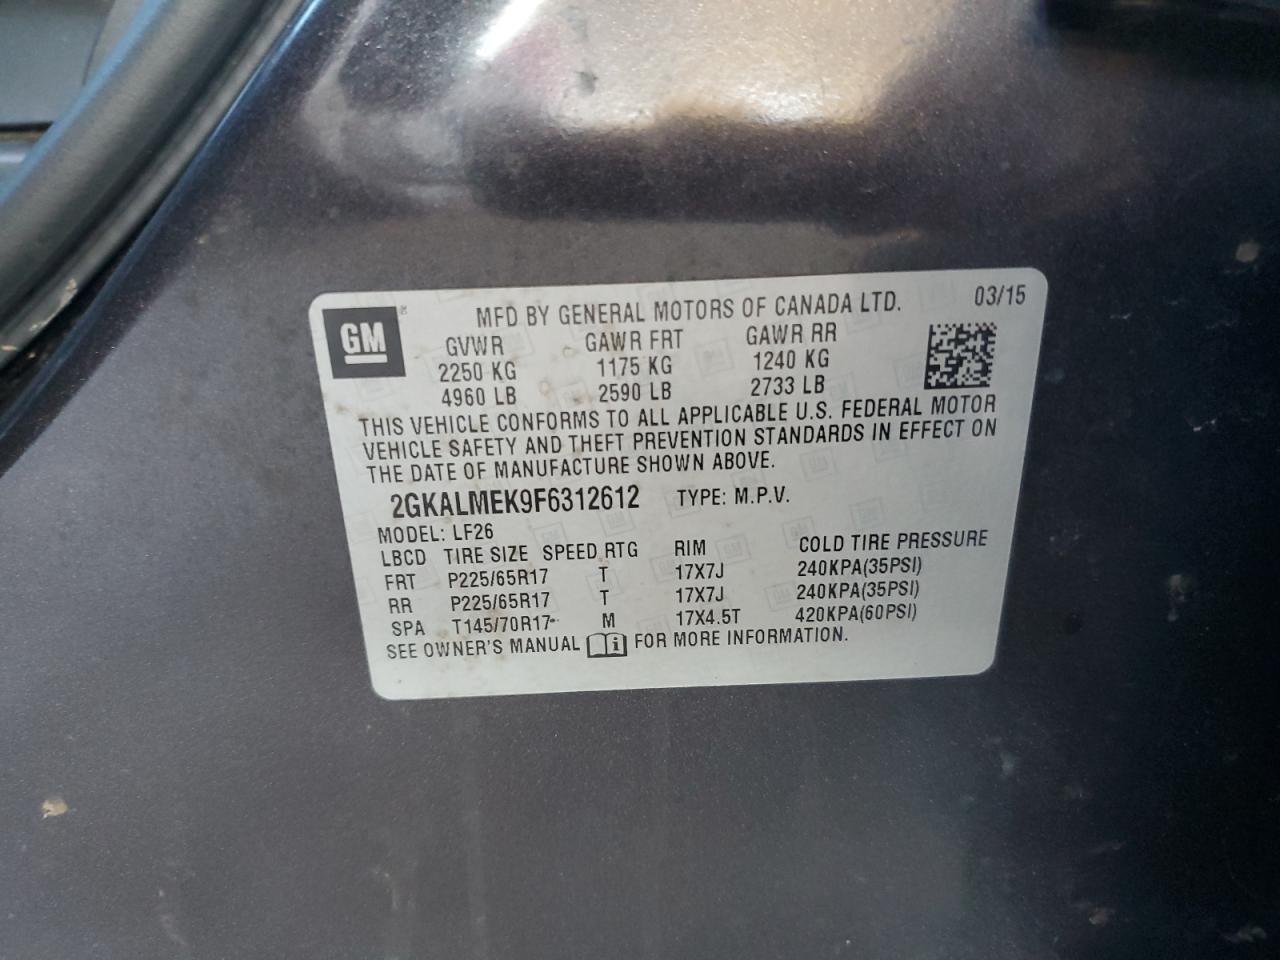 GM
MFD BY GENERAL MOTORS OF CANADA LTD. 03/15
GVWR GAWR FRT GAWR RR
2250 KG 1175 KG 1240 KG
4960 LB 2590 LB 2733 LB
THIS VEHICLE CONFORMS TO ALL APPLICABLE U.S. FEDERAL MOTOR
VEHICLE SAFETY AND THEFT PREVENTION STANDARDS IN EFFECT ON
THE DATE OF MANUFACTURE SHOWN ABOVE.
2GKALMEK9F6312612 TYPE: M.P.V.
MODEL: LF26
LBCD TIRE SIZE SPEED RTG RIM COLD TIRE PRESSURE
FRT P225/65R17 T 17X7J 240KPA(35PSI)
RR P225/65R17 T 17X7J 240KPA(35PSI)
SPA T145/70R17 M 17X4.5T 420KPA(60PSI)
SEE OWNER'S MANUAL i FOR MORE INFORMATION.